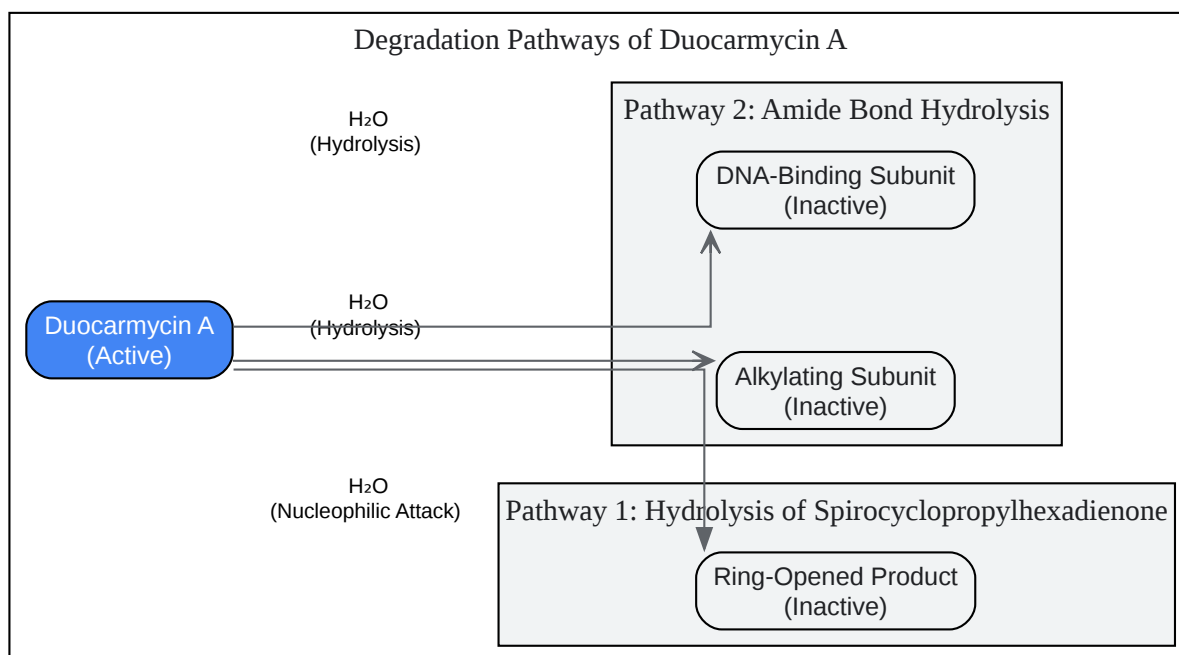 Degradation Pathways of Duocarmycin A
H₂O
(Hydrolysis)
Pathway 2: Amide Bond Hydrolysis
DNA-Binding Subunit
(Inactive)
Duocarmycin A
(Active)
H₂O
(Hydrolysis)
Alkylating Subunit
(Inactive)
H₂O
(Nucleophilic Attack)
Pathway 1: Hydrolysis of Spirocyclopropylhexadienone
Ring-Opened Product
(Inactive)